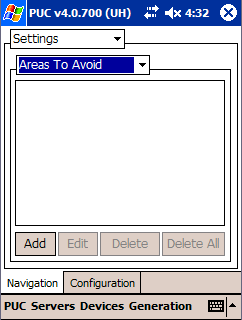 PUC v4.0.700 (UH) 4:32
Settings
Areas To Avoid
Add Edit Delete Delete All
Navigation Configuration
PUC Servers Devices Generation